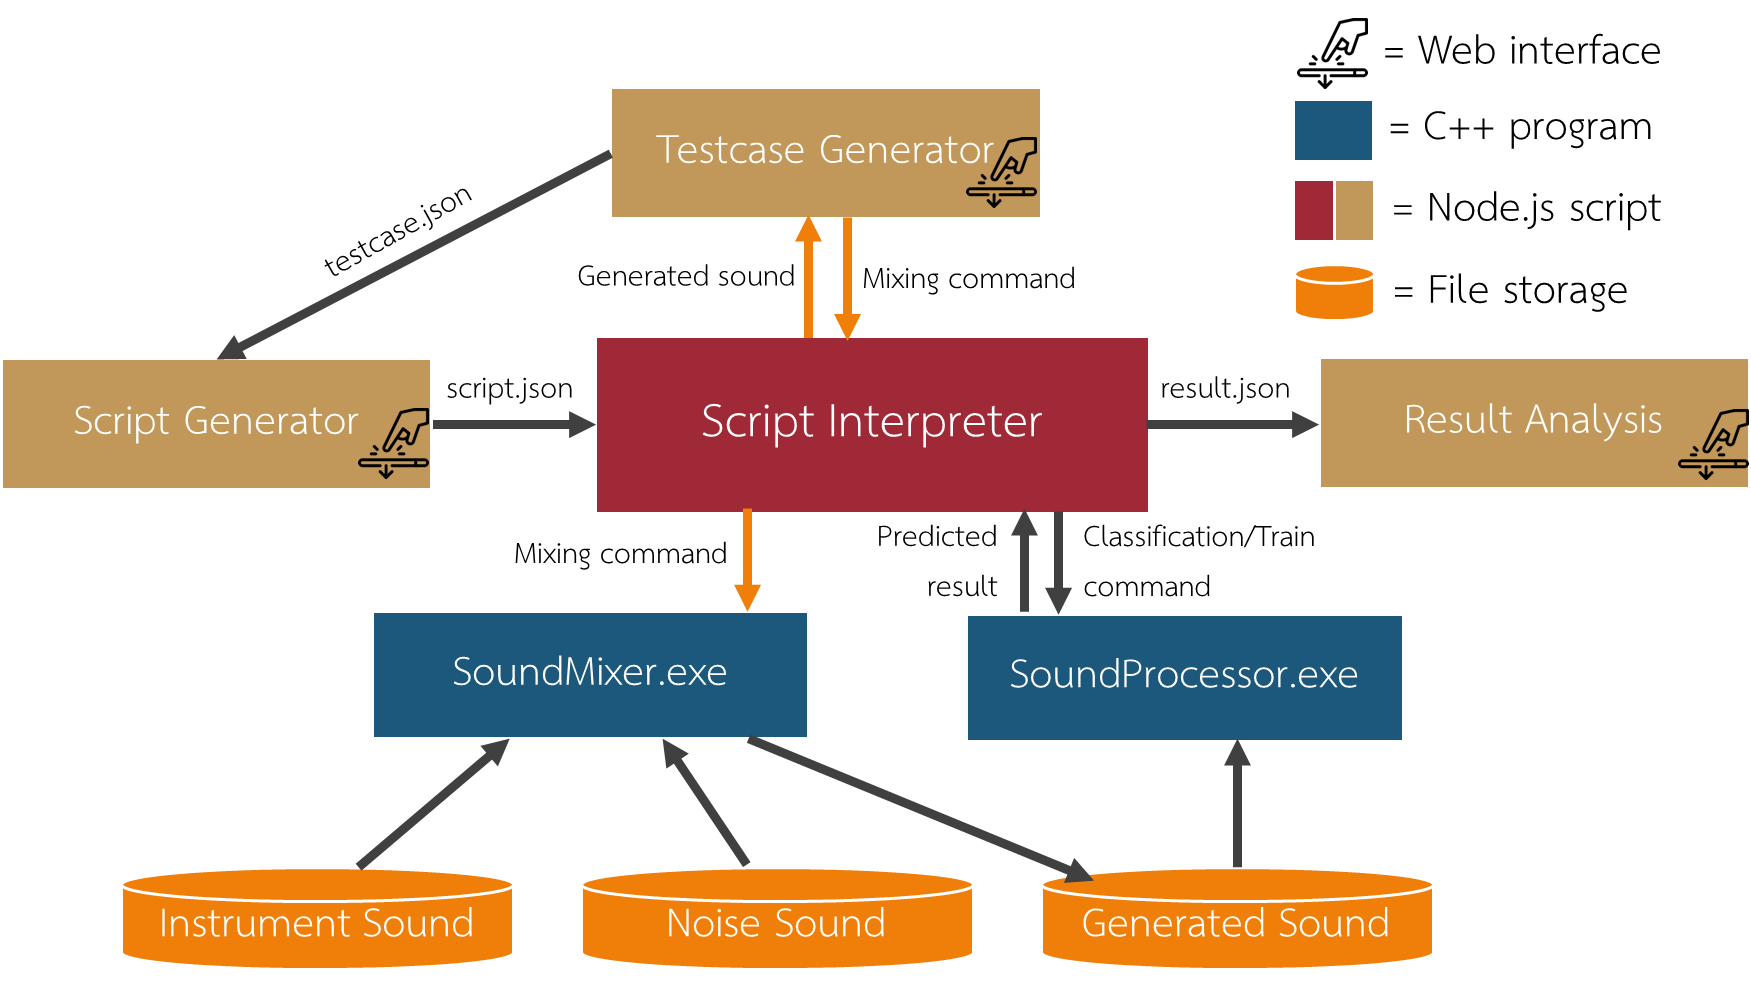 = Web interface
= C++ program
= Node.js script
= File storage
Testcase Generator
testcase.json
Generated sound
Mixing command
Script Generator
script.json
Script Interpreter
result.json
Result Analysis
Mixing command
Predicted
result
Classification/Train
command
SoundMixer.exe
SoundProcessor.exe
Instrument Sound
Noise Sound
Generated Sound